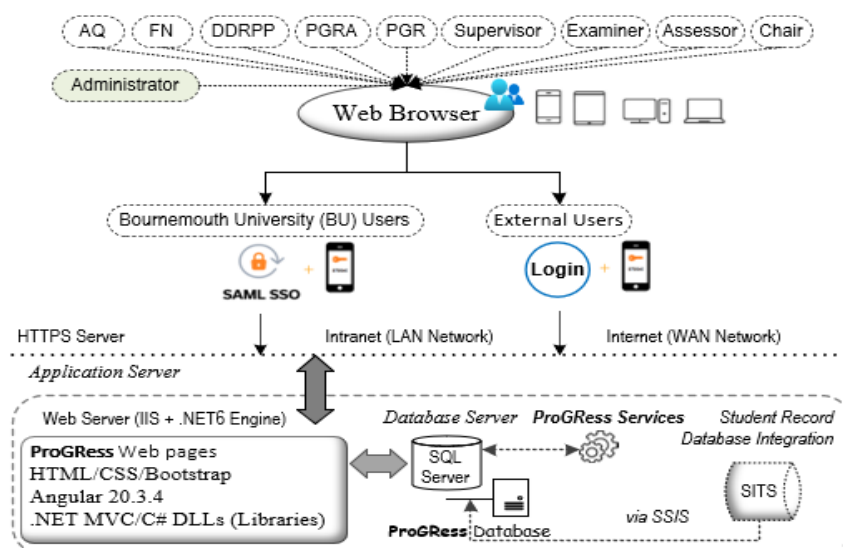 AQ FN DDRPP PGRA PGR Supervisor Examiner Assessor Chair
Administrator
Web Browser
Bournemouth University (BU) Users
External Users
SAML SSO
+
Login
+
HTTPS Server
Intranet (LAN Network)
Internet (WAN Network)
Application Server
Web Server (IIS + .NET6 Engine)
ProGRess Web pages
HTML/CSS/Bootstrap
Angular 20.3.4
.NET MVC/C# DLLs (Libraries)
Database Server
SQL
Server
ProGRess Database
ProGRess Services
Student Record
Database Integration
SITS
via SSIS